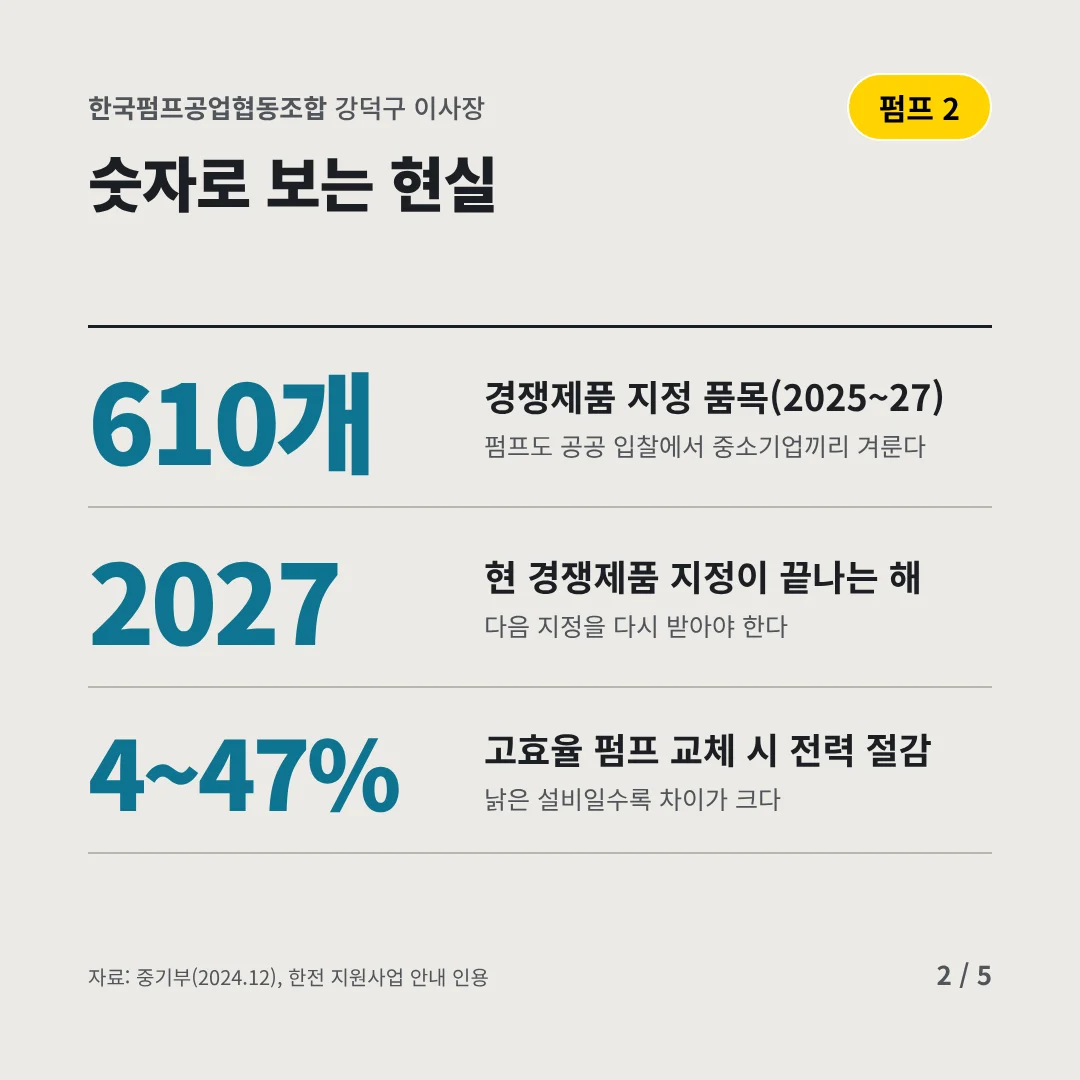 한국펌프공업협동조합 강덕구 이사장
펌프 2
숫자로 보는 현실
610개
경쟁제품 지정 품목(2025~27)
펌프도 공공 입찰에서 중소기업끼리 겨룬다
2027
현 경쟁제품 지정이 끝나는 해
다음 지정을 다시 받아야 한다
4~47%
고효율 펌프 교체 시 전력 절감
낡은 설비일수록 차이가 크다
자료: 중기부(2024.12), 한전 지원사업 안내 인용
2 / 5